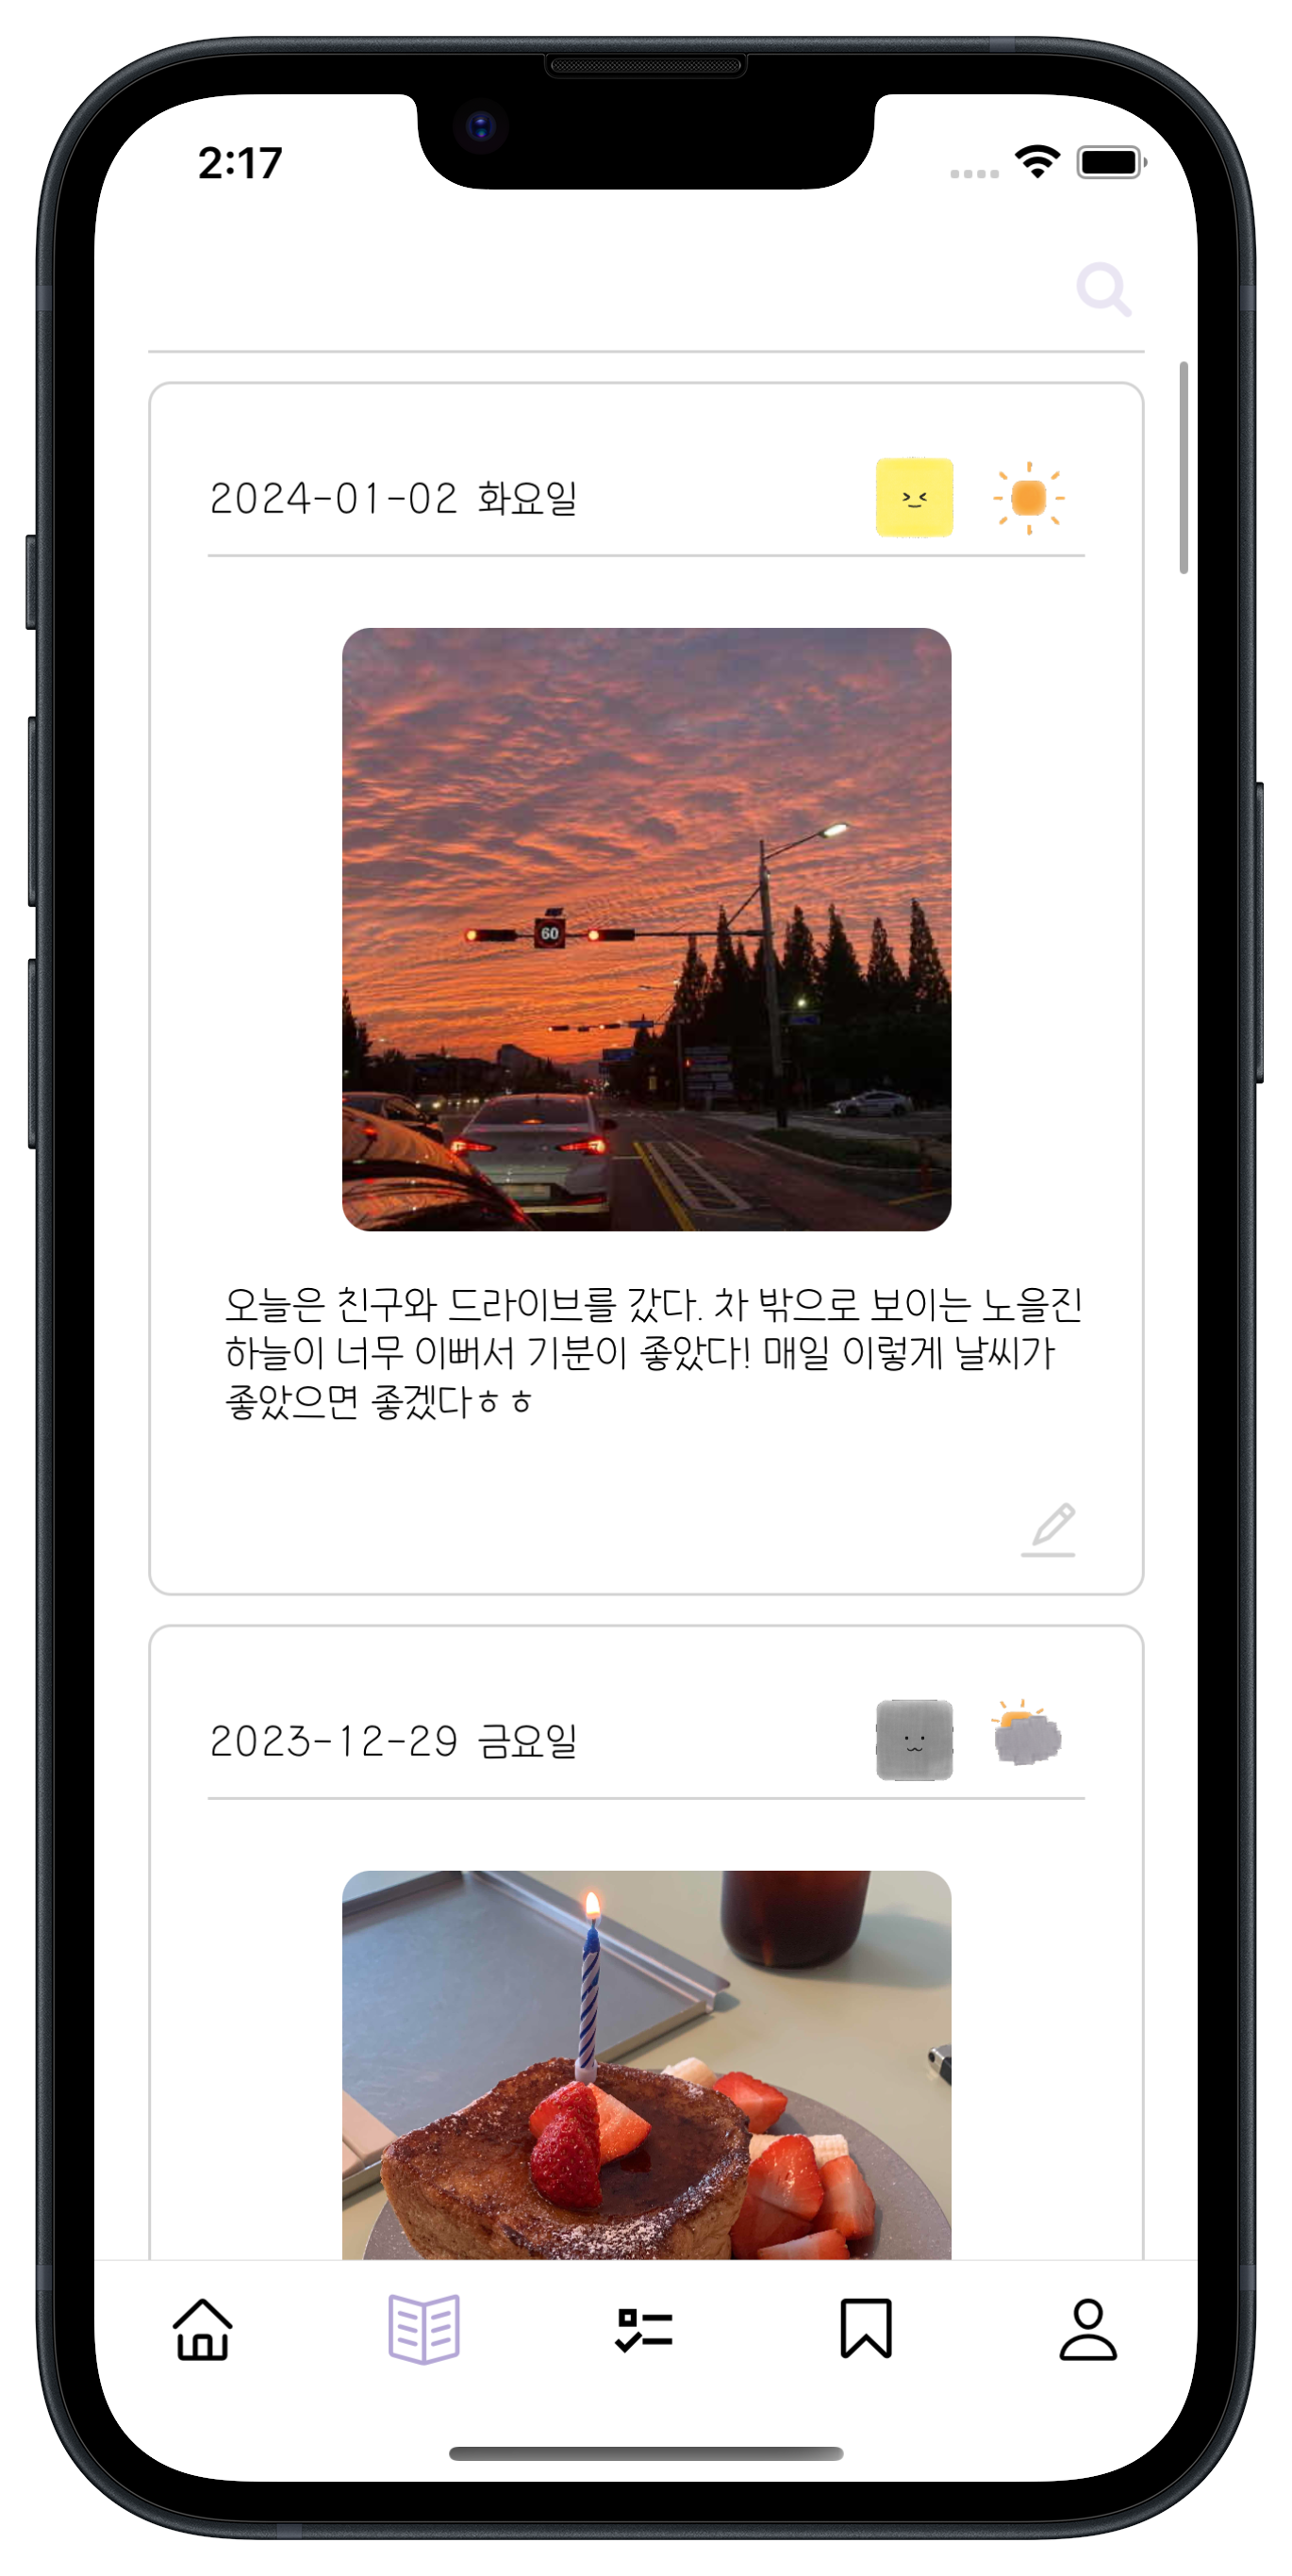 2:17
2024-01-02 화요일
60
오늘은 친구와 드라이브를 갔다. 차 밖으로 보이는 노을진
하늘이 너무 이뻐서 기분이 좋았다! 매일 이렇게 날씨가
좋았으면 좋겠다ㅎㅎ
2023-12-29 금요일